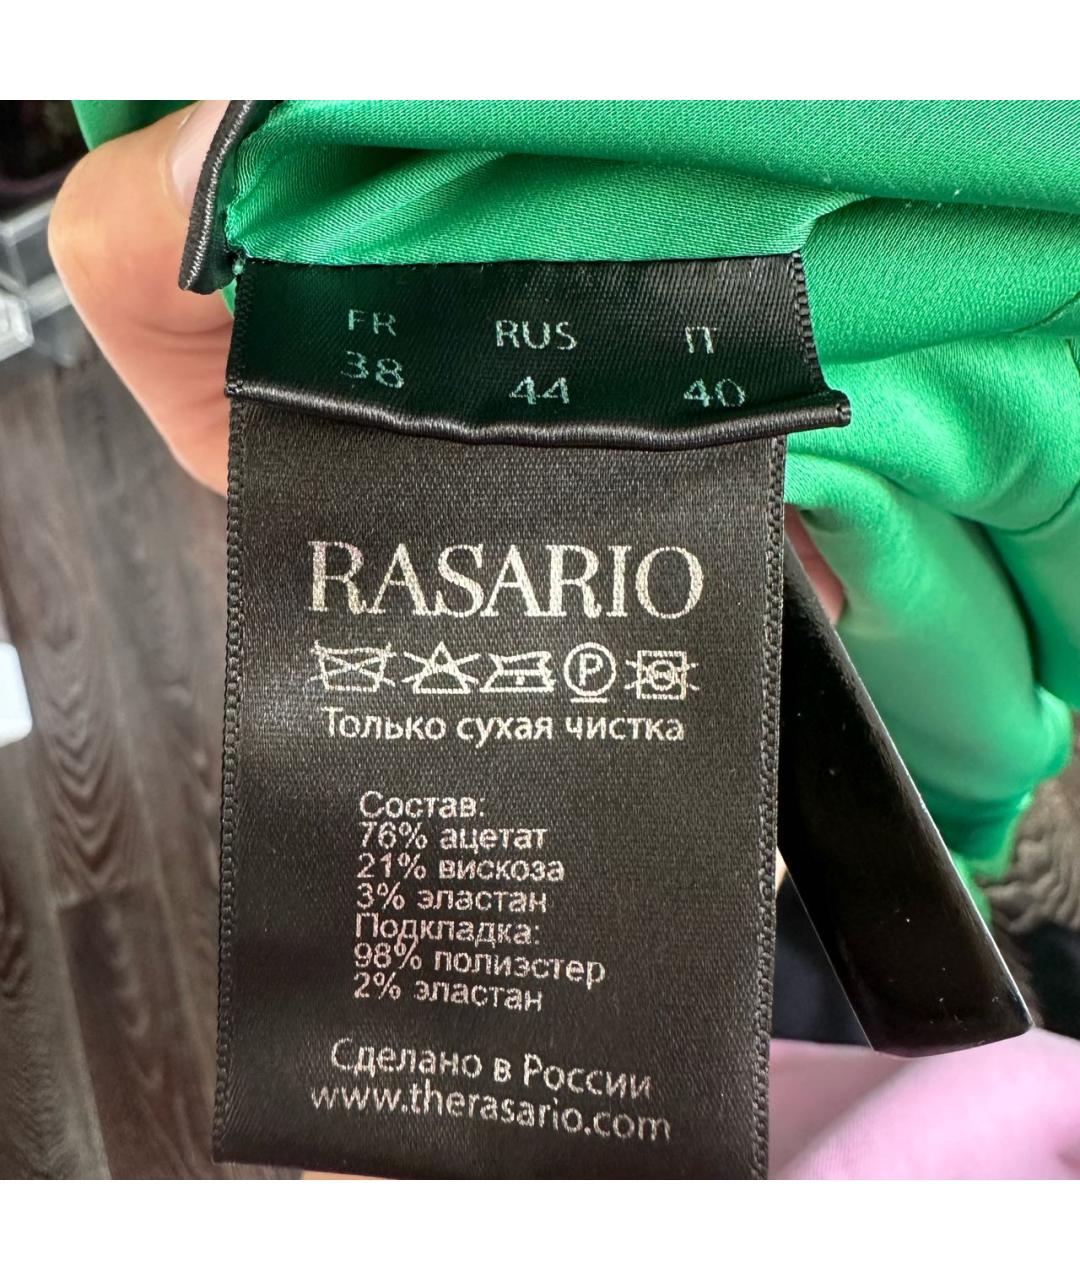 FR RUS IT
38 44 40
RASARIO
P
Только сухая чистка
Состав:
76% ацетат
21% вискоза
3% эластан
Подкладка:
98% полиэстер
2% эластан
Сделано в России
www.therasario.com